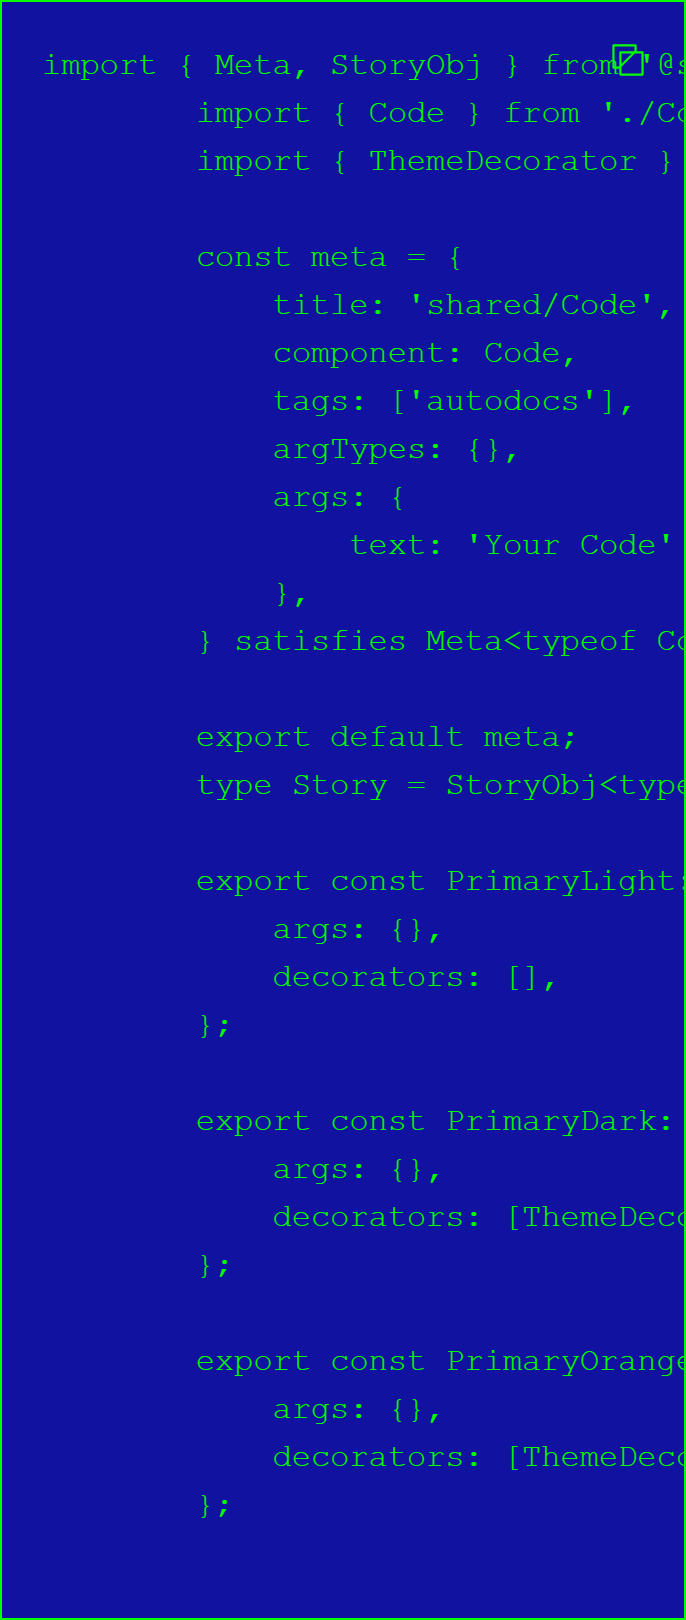 import { Meta, StoryObj } from '@s
import { Code } from './Co
import { ThemeDecorator }
const meta = {
title: 'shared/Code',
component: Code,
tags: ['autodocs'],
argTypes: {},
args: {
text: 'Your Code'
},
} satisfies Meta<typeof Co
export default meta;
type Story = StoryObj<type
export const PrimaryLight:
args: {},
decorators: [],
};
export const PrimaryDark:
args: {},
decorators: [ThemeDeco
};
export const PrimaryOrange
args: {},
decorators: [ThemeDeco
};